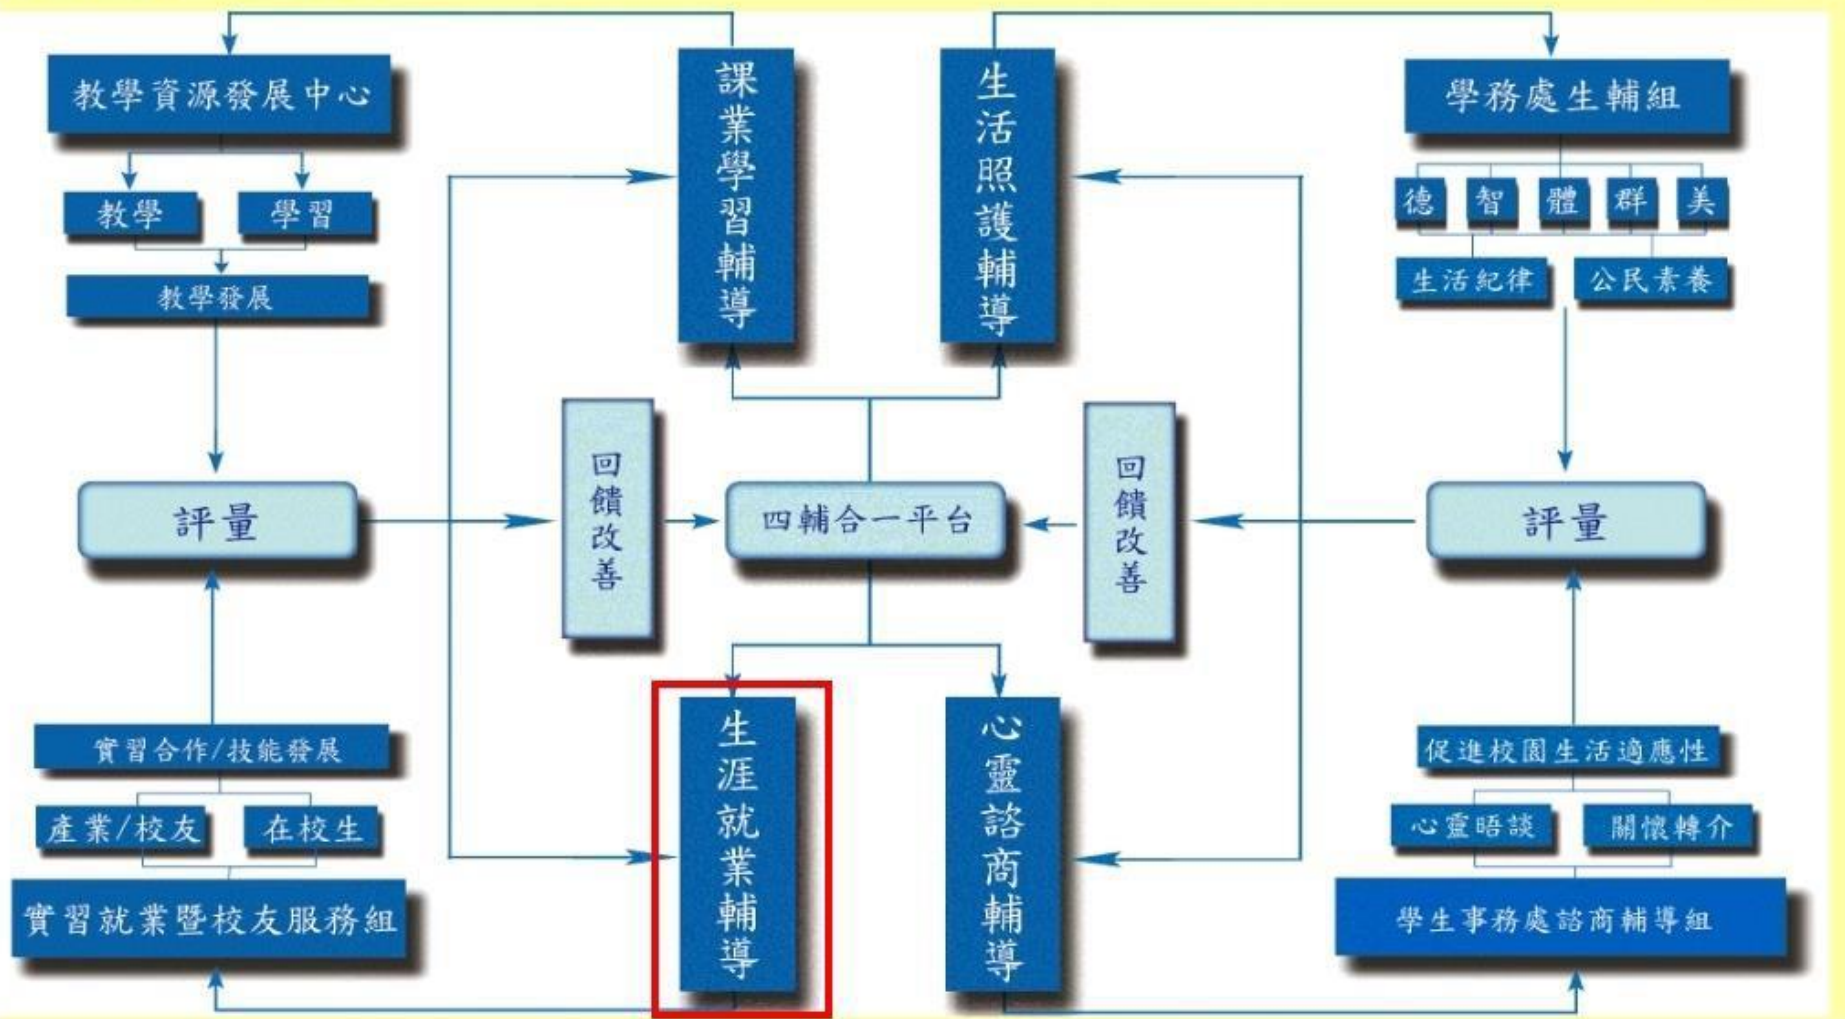 教學資源發展中心
課業學習輔導
生活照護輔導
學務處生輔組
教學
學習
德
智
體
群
美
教學發展
生活紀律
公民素養
評量
回饋改善
四輔合一平台
回饋改善
評量
實習合作/技能發展
產業/校友
在校生
實習就業暨校友服務組
生涯就業輔導
心靈諮商輔導
促進校園生活適應性
心靈晤談
關懷轉介
學生事務處諮商輔導組